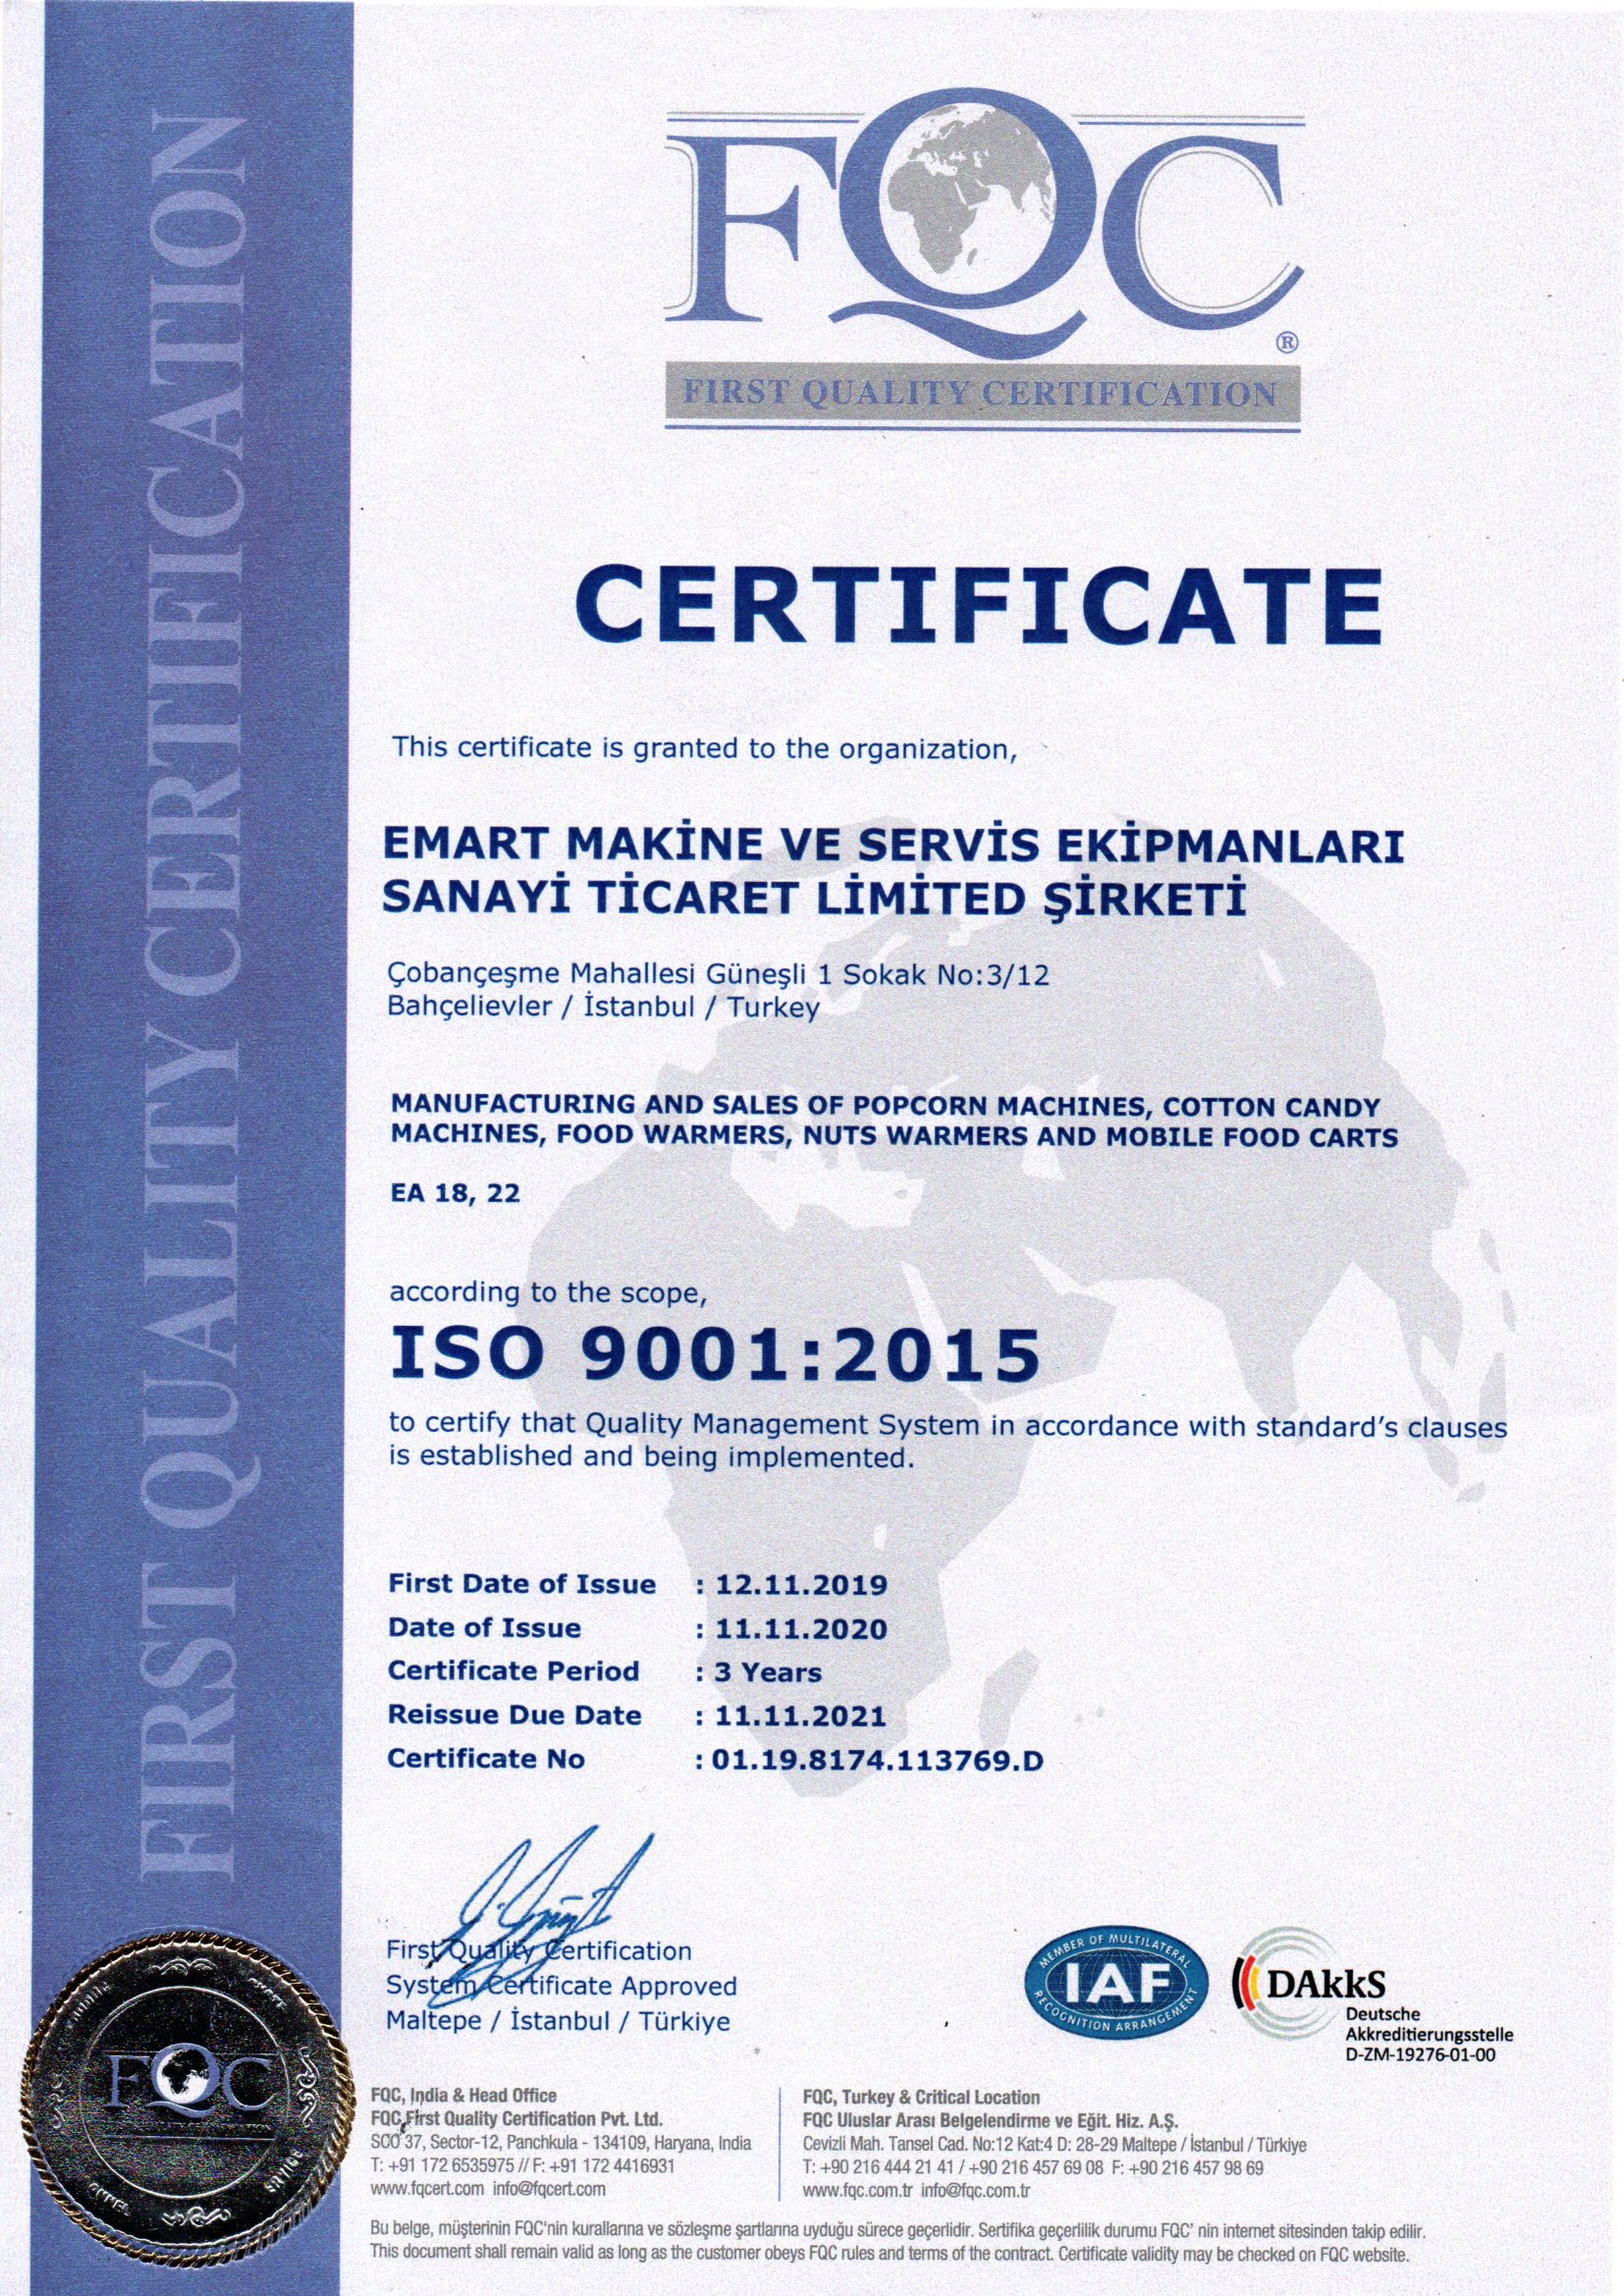 FIRST QUALITY CERTIFICATION
FQC
®
FIRST QUALITY CERTIFICATION
CERTIFICATE
This certificate is granted to the organization,
EMART MAKİNE VE SERVİS EKİPMANLARI
SANAYİ TİCARET LİMİTED ŞİRKETİ
Çobançeşme Mahallesi Güneşli 1 Sokak No:3/12
Bahçelievler / İstanbul / Turkey
MANUFACTURING AND SALES OF POPCORN MACHINES, COTTON CANDY
MACHINES, FOOD WARMERS, NUTS WARMERS AND MOBILE FOOD CARTS
EA 18, 22
according to the scope,
ISO 9001:2015
to certify that Quality Management System in accordance with standard's clauses
is established and being implemented.
First Date of Issue : 12.11.2019
Date of Issue : 11.11.2020
Certificate Period : 3 Years
Reissue Due Date : 11.11.2021
Certificate No : 01.19.8174.113769.D
First Quality Certification
System Certificate Approved
Maltepe / İstanbul / Türkiye
MEMBER OF MULTILATERAL
IAF
RECOGNITION ARRANGEMENT
DAkkS
Deutsche
Akkreditierungsstelle
D-ZM-19276-01-00
FQC
FQC, India & Head Office
FQC First Quality Certification Pvt. Ltd.
SCO 37, Sector-12, Panchkula - 134109, Haryana, India
T: +91 172 6535975 // F: +91 172 4416931
www.fqcert.com info@fqcert.com
FQC, Turkey & Critical Location
FQC Uluslar Arası Belgelendirme ve Eğit. Hiz. A.Ş.
Cevizli Mah. Tansel Cad. No:12 Kat:4 D: 28-29 Maltepe / İstanbul / Türkiye
T: +90 216 444 21 41 / +90 216 457 69 08 F: +90 216 457 98 69
www.fqc.com.tr info@fqc.com.tr
Bu belge, müşterinin FQC'nin kurallarına ve sözleşme şartlarına uyduğu sürece geçerlidir. Sertifika geçerlilik durumu FQC' nin internet sitesinden takip edilir.
This document shall remain valid as long as the customer obeys FQC rules and terms of the contract. Certificate validity may be checked on FQC website.